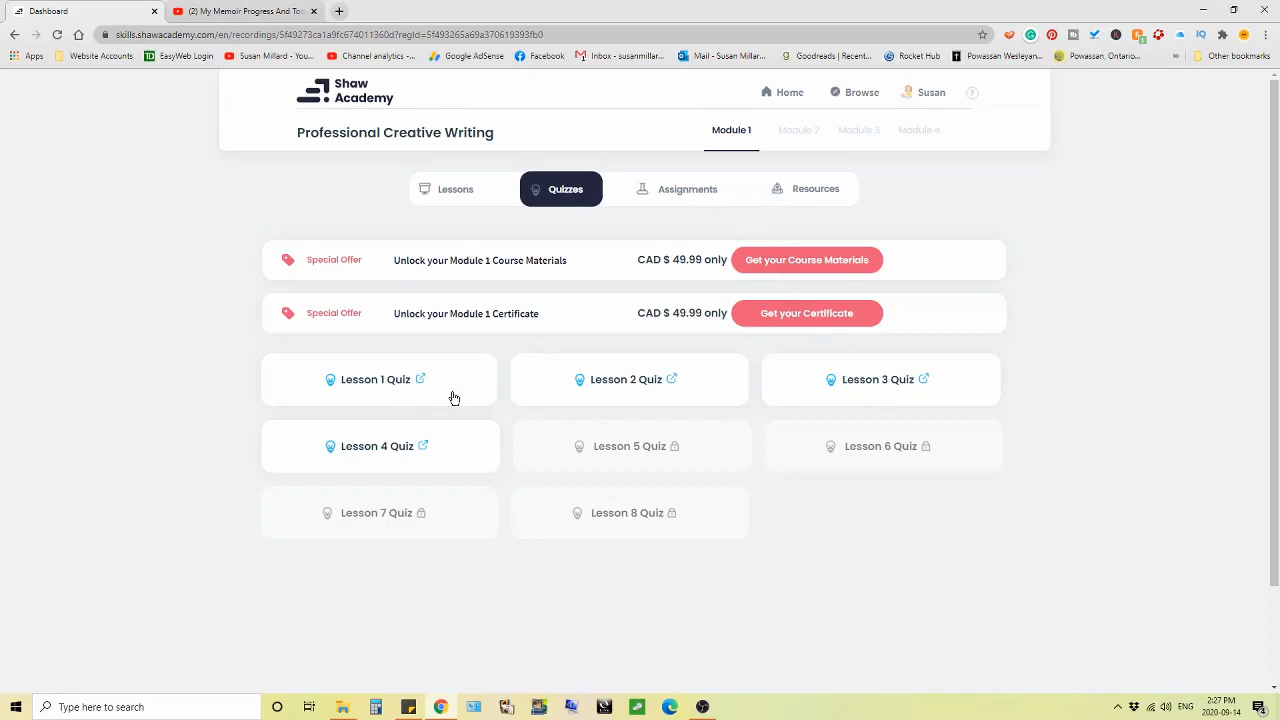 Dashboard
(2) My Memoir Progress And Too
skills.shawacademy.com/en/recordings/5f49273ca1a9fc674011360d?regId=5f493265a69a370619393fb0
Apps
Website Accounts
EasyWeb Login
Susan Millar - YouT...
Channel analytics -...
Google AdSense
Facebook
Inbox - susanmillar...
Mail - Susan Millar...
Goodreads | Recent...
Rocket Hub
Powassan Weslyan...
Powassan, Ontario...
»
Other bookmarks
Shaw
Academy
Home
Browse
Susan
?
Professional Creative Writing
Module 1
Module 2
Module 3
Module 4
Lessons
Quizzes
Assignments
Resources
Special Offer
Unlock your Module 1 Course Materials
CAD $ 49.99 only
Get your Course Materials
Special Offer
Unlock your Module 1 Certificate
CAD $ 49.99 only
Get your Certificate
Lesson 1 Quiz
Lesson 2 Quiz
Lesson 3 Quiz
Lesson 4 Quiz
Lesson 5 Quiz
Lesson 6 Quiz
Lesson 7 Quiz
Lesson 8 Quiz
Type here to search
ENG
2:27 PM
2020-09-14